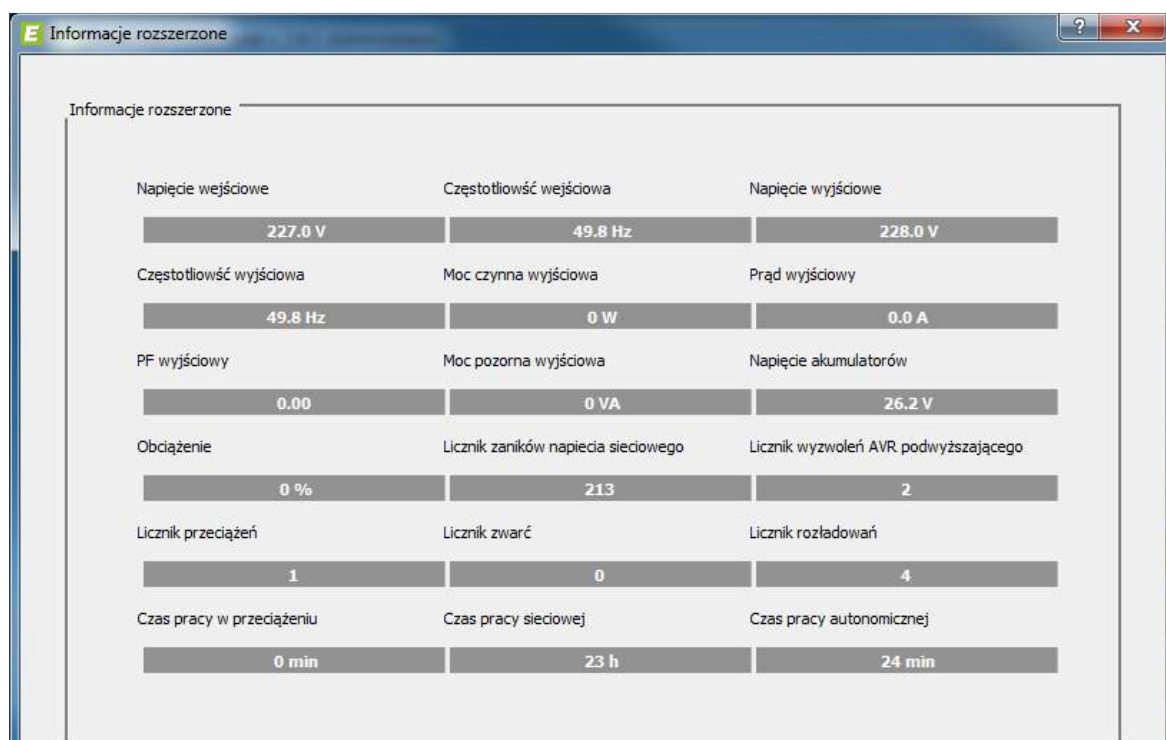 E Informacje rozszerzone
? X
Informacje rozszerzone
Napięcie wejściowe Częstotliowść wejściowa Napięcie wyjściowe
227.0 V 49.8 Hz 228.0 V
Częstotliowść wyjściowa Moc czynna wyjściowa Prąd wyjściowy
49.8 Hz 0 W 0.0 A
PF wyjściowy Moc pozorna wyjściowa Napięcie akumulatorów
0.00 0 VA 26.2 V
Obciążenie Licznik zaników napiecia sieciowego Licznik wyzwoleń AVR podwyższającego
0 % 213 2
Licznik przeciążeń Licznik zwarć Licznik rozładowań
1 0 4
Czas pracy w przeciążeniu Czas pracy sieciowej Czas pracy autonomicznej
0 min 23 h 24 min